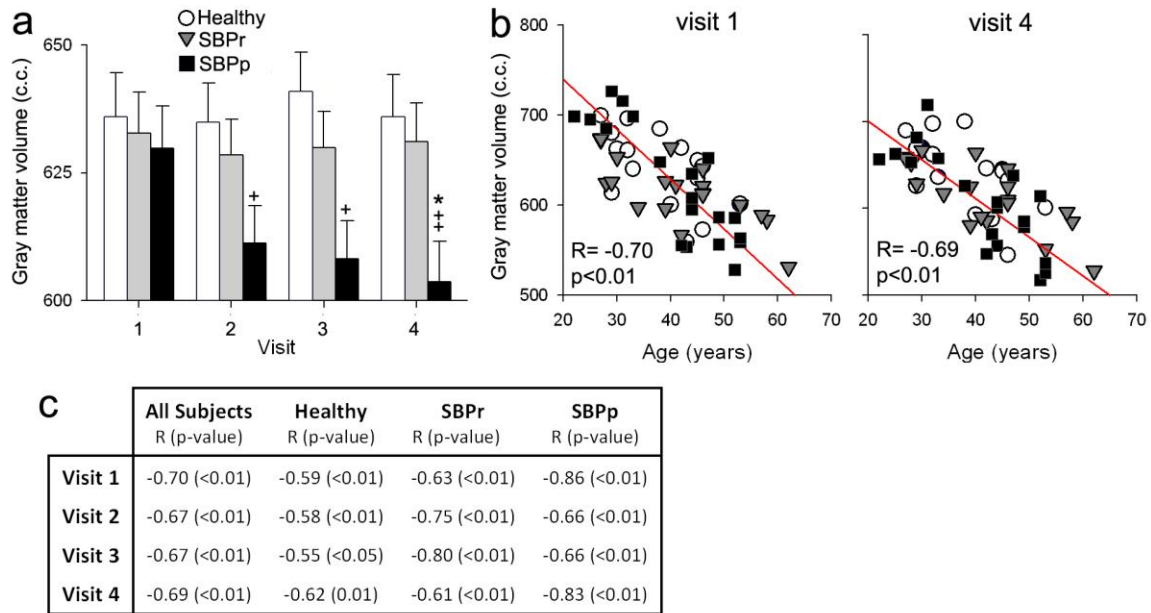 a
Healthy
SBPr
SBPp
Gray matter volume (c.c.)
650
625
600
+
+
*
‡
+
1 2 3 4
Visit
b
visit 1
visit 4
Gray matter volume (c.c.)
800
700
600
500
R= -0.70
p<0.01
R= -0.69
p<0.01
20 30 40 50 60 70
20 30 40 50 60 70
Age (years)
Age (years)
c
All Subjects Healthy SBPr SBPp
R (p-value) R (p-value) R (p-value) R (p-value)
Visit 1 -0.70 (<0.01) -0.59 (<0.01) -0.63 (<0.01) -0.86 (<0.01)
Visit 2 -0.67 (<0.01) -0.58 (<0.01) -0.75 (<0.01) -0.66 (<0.01)
Visit 3 -0.67 (<0.01) -0.55 (<0.05) -0.80 (<0.01) -0.66 (<0.01)
Visit 4 -0.69 (<0.01) -0.62 (0.01) -0.61 (<0.01) -0.83 (<0.01)